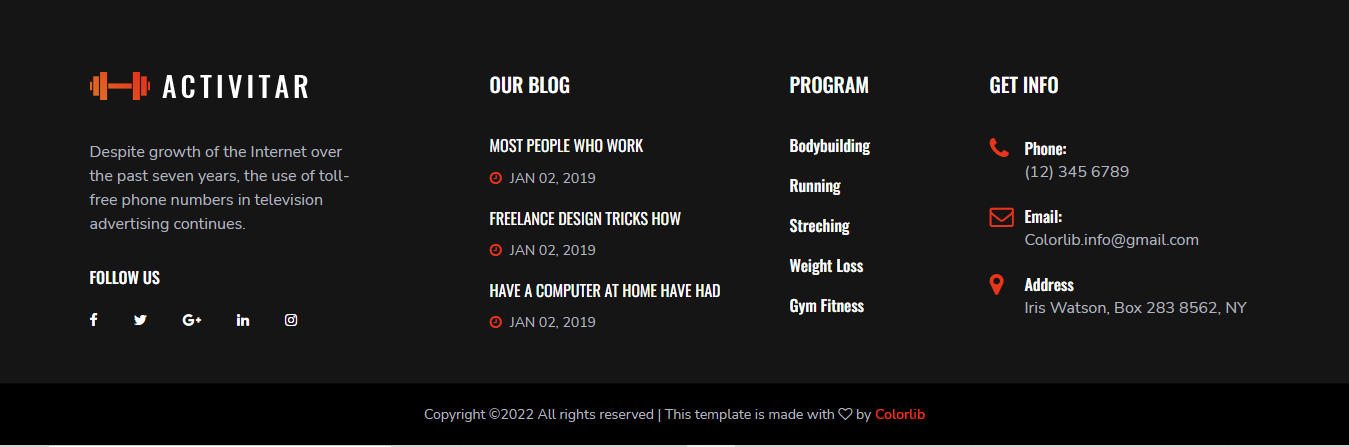 ACTIVITAR
Despite growth of the Internet over
the past seven years, the use of toll-
free phone numbers in television
advertising continues.
FOLLOW US
OUR BLOG
MOST PEOPLE WHO WORK
JAN 02, 2019
FREELANCE DESIGN TRICKS HOW
JAN 02, 2019
HAVE A COMPUTER AT HOME HAVE HAD
JAN 02, 2019
PROGRAM
Bodybuilding
Running
Streching
Weight Loss
Gym Fitness
GET INFO
Phone:
(12) 345 6789
Email:
Colorlib.info@gmail.com
Address
Iris Watson, Box 283 8562, NY
Copyright ©2022 All rights reserved | This template is made with ♡ by Colorlib